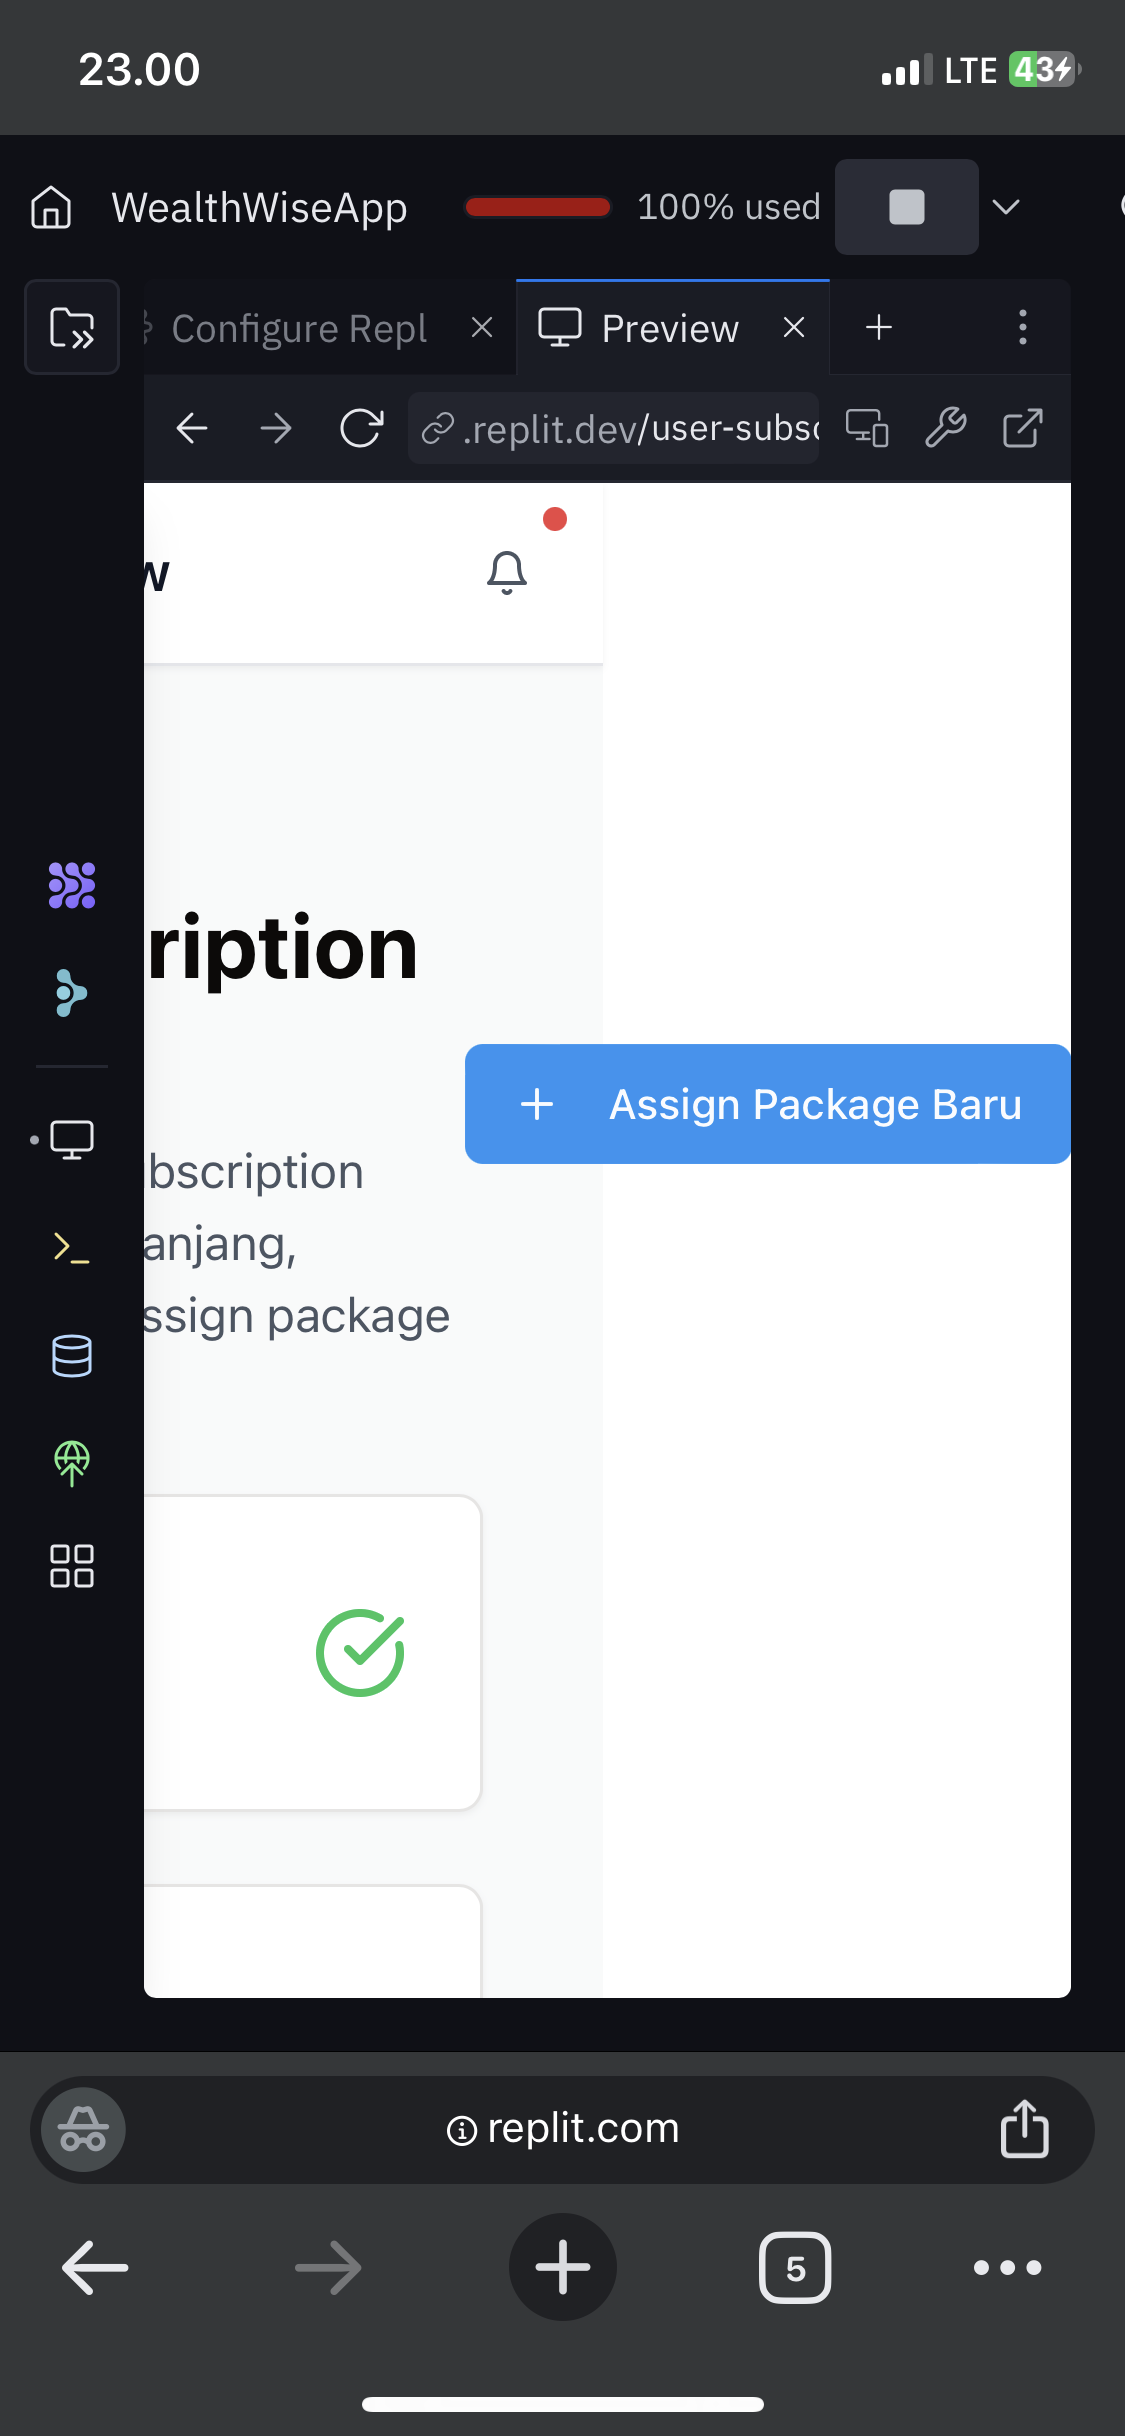 23.00
LTE 43
WealthWiseApp
100% used
Configure Repl
Preview
.replit.dev/user-subsc
w
ription
Assign Package Baru
bscription
anjang,
ssign package
replit.com
5